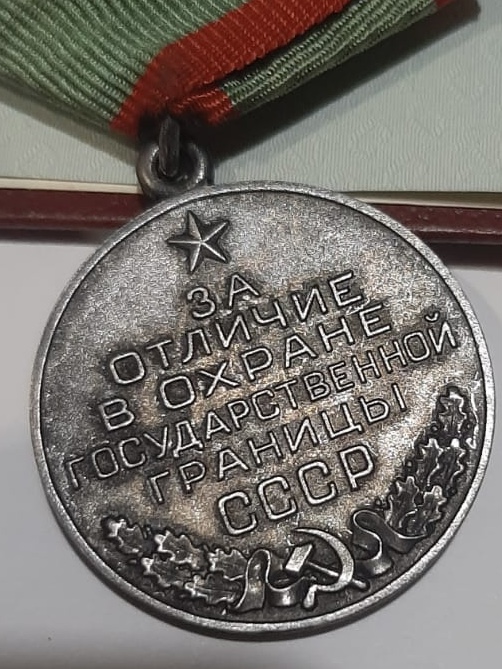 ЗА
ОТЛИЧИЕ
В ОХРАНЕ
ГОСУДАРСТВЕННОЙ
ГРАНИЦЫ
СССР